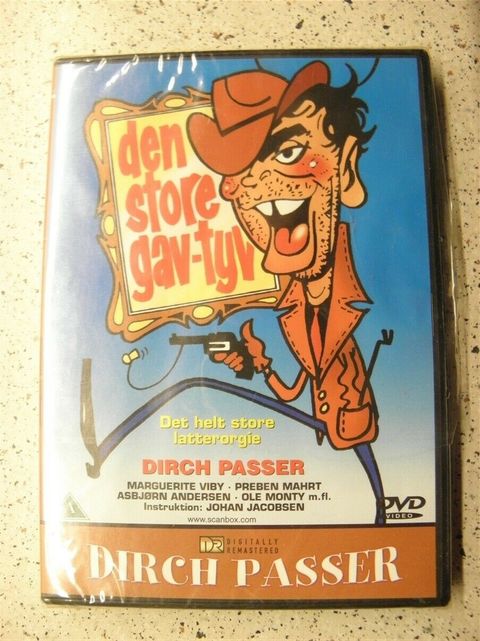 den
store
gav-tyv
Det helt store
latterorgie
DIRCH PASSER
MARGUERITE VIBY · PREBEN MAHRT
ASBJØRN ANDERSEN · OLE MONTY m.fl.
Instruktion: JOHAN JACOBSEN
www.scanbox.com
DVD
VIDEO
DR DIGITALLY
REMASTERED
DIRCH PASSER